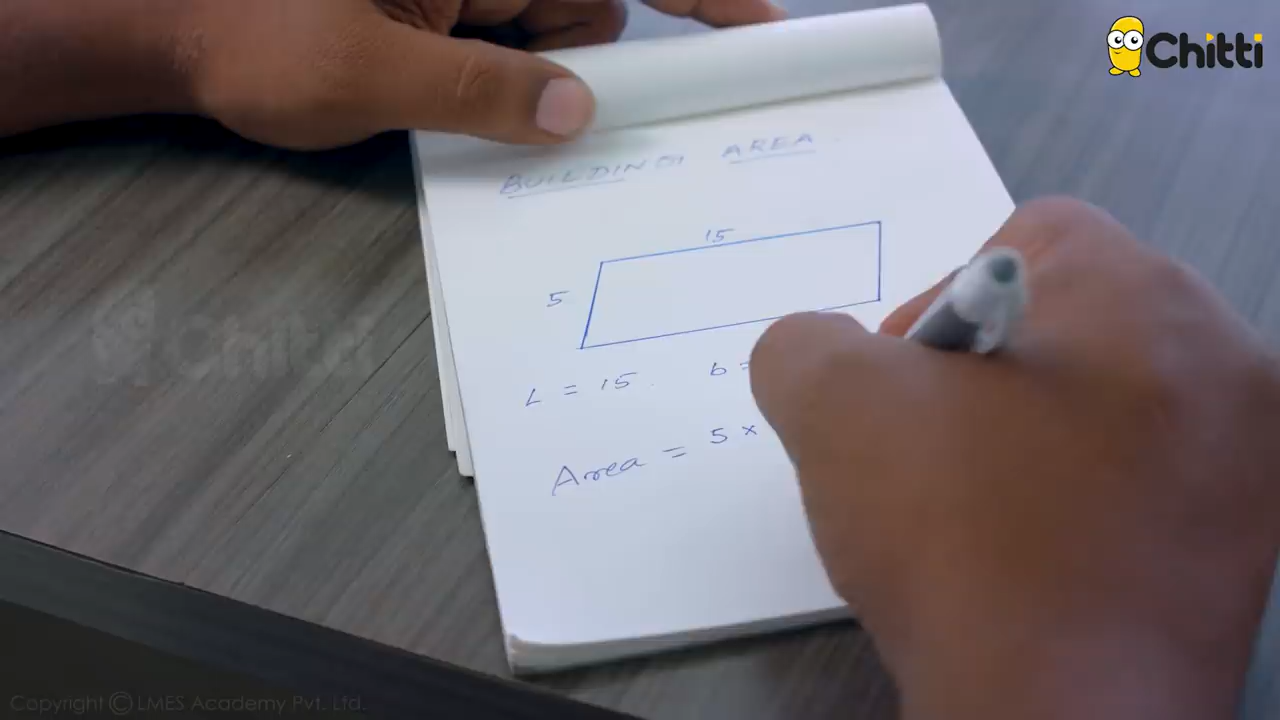 Chitti
BUILDING AREA
15
5
L = 15 b =
Area = 5 ×
Copyright © LMES Academy Pvt. Ltd.